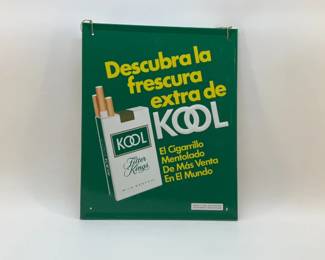 Descubra la
frescura
extra de
KOOL
El Cigarrillo
Mentolado
De Más Venta
En El Mundo
KOOL
Filter
Kings